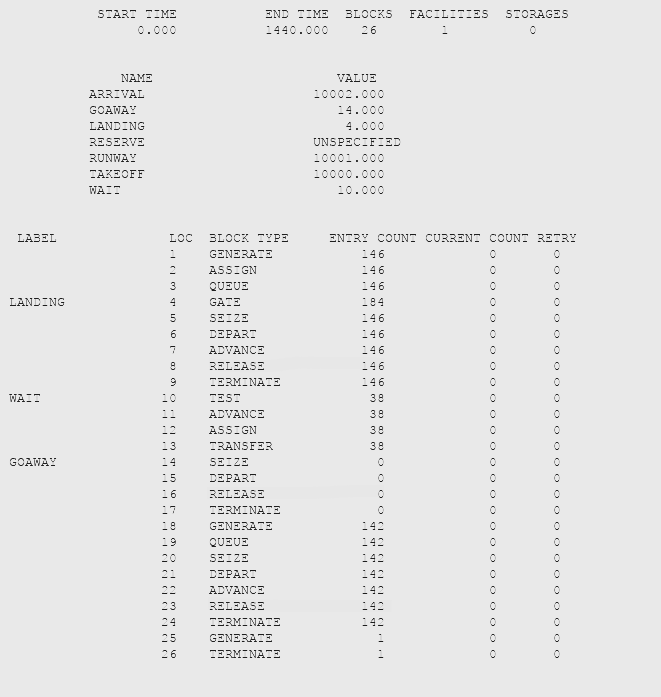 START TIME END TIME BLOCKS FACILITIES STORAGES
0.000 1440.000 26 1 0
NAME VALUE
ARRIVAL 10002.000
GOAWAY 14.000
LANDING 4.000
RESERVE UNSPECIFIED
RUNWAY 10001.000
TAKEOFF 10000.000
WAIT 10.000
LABEL LOC BLOCK TYPE ENTRY COUNT CURRENT COUNT RETRY
1 GENERATE 146 0 0
2 ASSIGN 146 0 0
3 QUEUE 146 0 0
LANDING 4 GATE 184 0 0
5 SEIZE 146 0 0
6 DEPART 146 0 0
7 ADVANCE 146 0 0
8 RELEASE 146 0 0
9 TERMINATE 146 0 0
WAIT 10 TEST 38 0 0
11 ADVANCE 38 0 0
12 ASSIGN 38 0 0
13 TRANSFER 38 0 0
GOAWAY 14 SEIZE 0 0 0
15 DEPART 0 0 0
16 RELEASE 0 0 0
17 TERMINATE 0 0 0
18 GENERATE 142 0 0
19 QUEUE 142 0 0
20 SEIZE 142 0 0
21 DEPART 142 0 0
22 ADVANCE 142 0 0
23 RELEASE 142 0 0
24 TERMINATE 142 0 0
25 GENERATE 1 0 0
26 TERMINATE 1 0 0